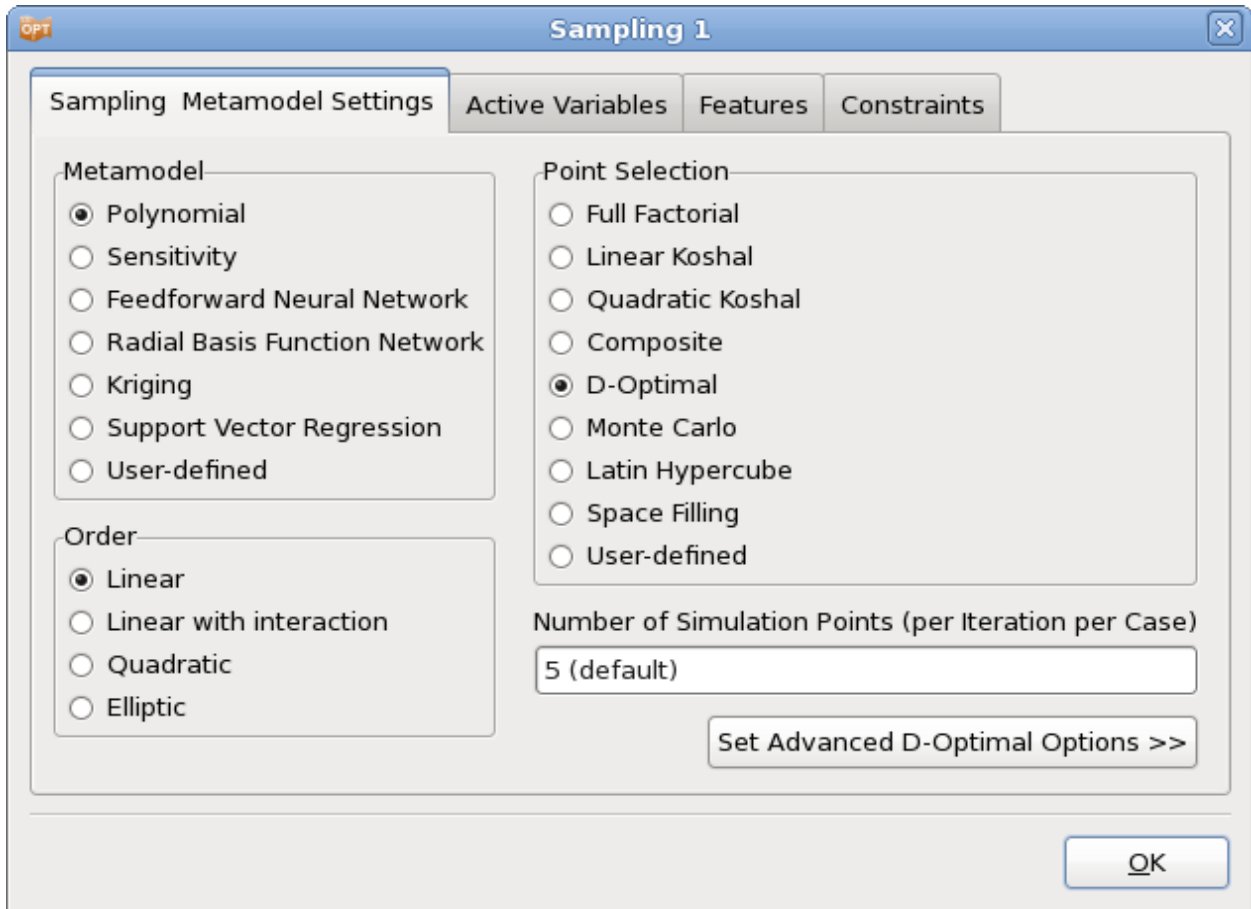 OPT
Sampling 1
Sampling Metamodel Settings
Active Variables
Features
Constraints
Metamodel
Polynomial
Sensitivity
Feedforward Neural Network
Radial Basis Function Network
Kriging
Support Vector Regression
User-defined
Order
Linear
Linear with interaction
Quadratic
Elliptic
Point Selection
Full Factorial
Linear Koshal
Quadratic Koshal
Composite
D-Optimal
Monte Carlo
Latin Hypercube
Space Filling
User-defined
Number of Simulation Points (per Iteration per Case)
5 (default)
Set Advanced D-Optimal Options >>
OK